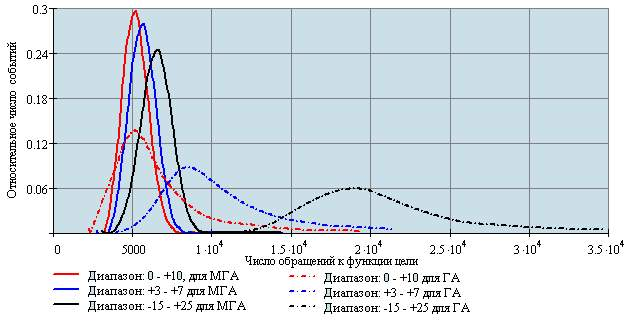 0.3
0.24
0.18
0.12
0.06
Относительное число событий
0 5000 1·10⁴ 1.5·10⁴ 2·10⁴ 2.5·10⁴ 3·10⁴ 3.5·10⁴
Число обращений к функции цели
Диапазон: 0 - +10, для МГА
Диапазон: +3 - +7 для МГА
Диапазон: -15 - +25 для МГА
Диапазон: 0 - +10 для ГА
Диапазон: +3 - +7 для ГА
Диапазон: -15 - +25 для ГА